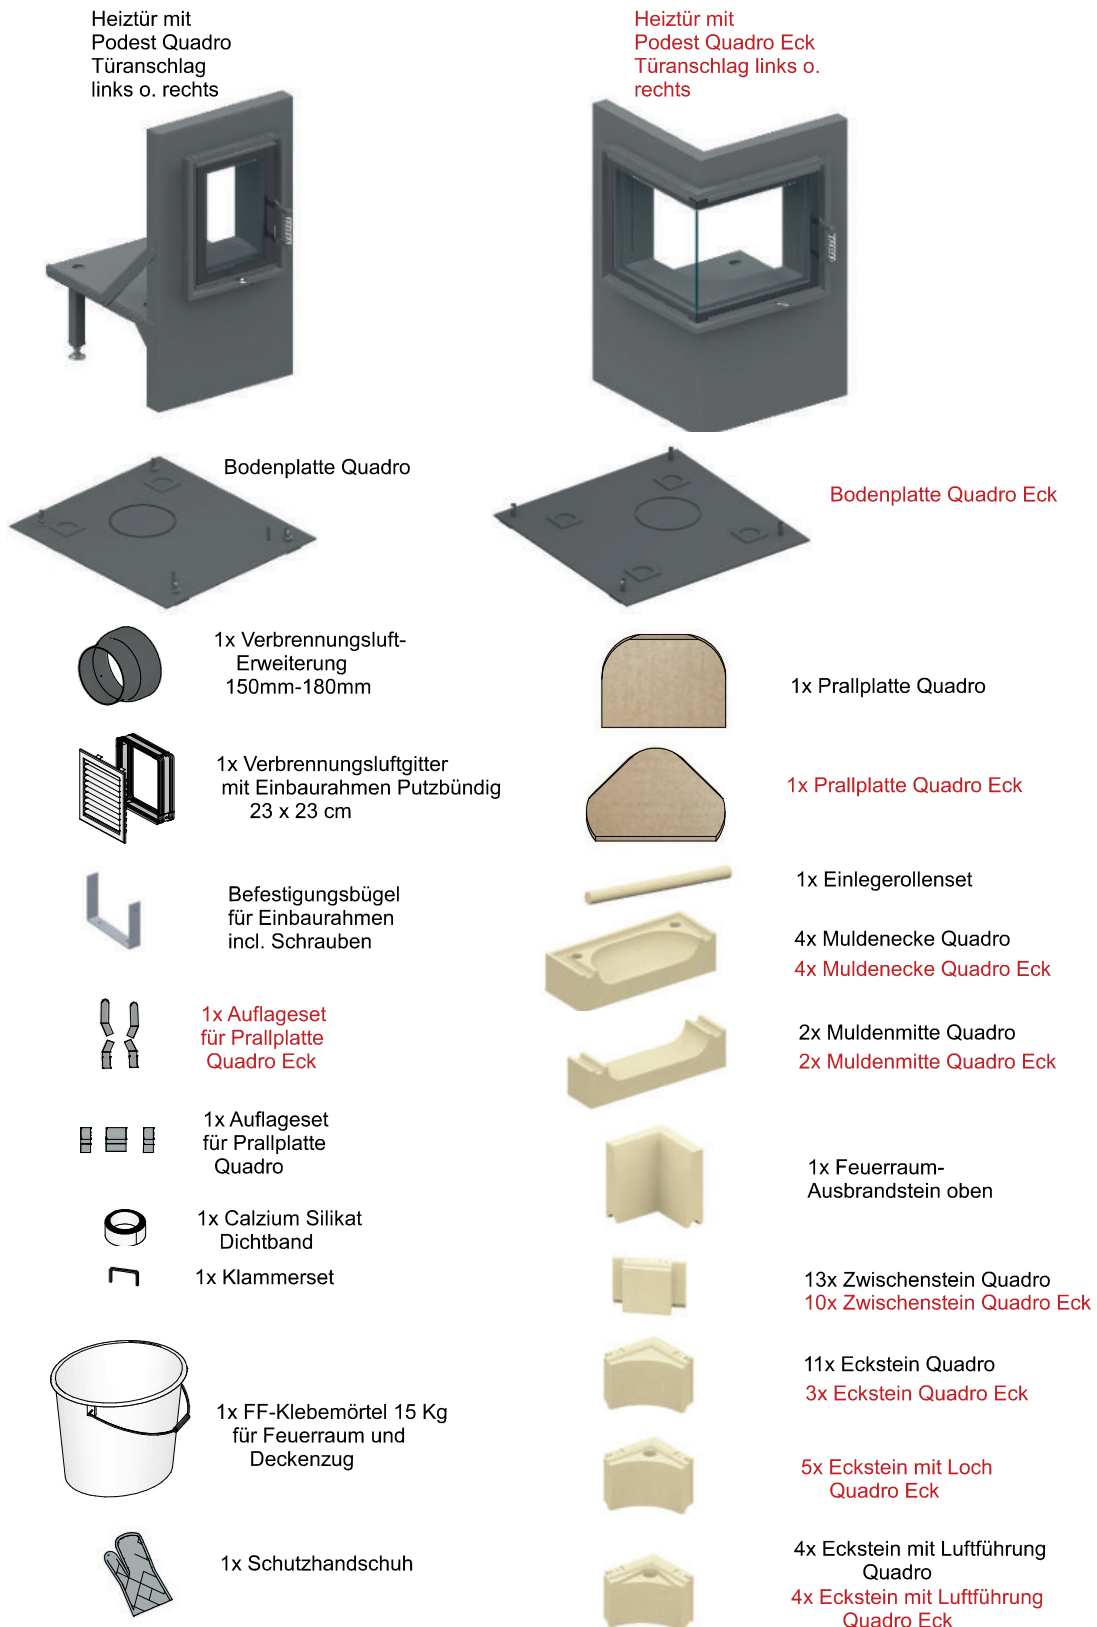 Heiztür mit
Podest Quadro
Türanschlag
links o. rechts
Heiztür mit
Podest Quadro Eck
Türanschlag links o.
rechts
Bodenplatte Quadro
Bodenplatte Quadro Eck
1x Verbrennungsluft-
Erweiterung
150mm-180mm
1x Verbrennungsluftgitter
mit Einbaurahmen Putzbündig
23 x 23 cm
Befestigungsbügel
für Einbaurahmen
incl. Schrauben
1x Auflageset
für Prallplatte
Quadro Eck
1x Auflageset
für Prallplatte
Quadro
1x Calzium Silikat
Dichtband
1x Klammerset
1x FF-Klebemörtel 15 Kg
für Feuerraum und
Deckenzug
1x Schutzhandschuh
1x Prallplatte Quadro
1x Prallplatte Quadro Eck
1x Einlegerollenset
4x Muldenecke Quadro
4x Muldenecke Quadro Eck
2x Muldenmitte Quadro
2x Muldenmitte Quadro Eck
1x Feuerraum-
Ausbrandstein oben
13x Zwischenstein Quadro
10x Zwischenstein Quadro Eck
11x Eckstein Quadro
3x Eckstein Quadro Eck
5x Eckstein mit Loch
Quadro Eck
4x Eckstein mit Luftführung
Quadro
4x Eckstein mit Luftführung
Quadro Eck